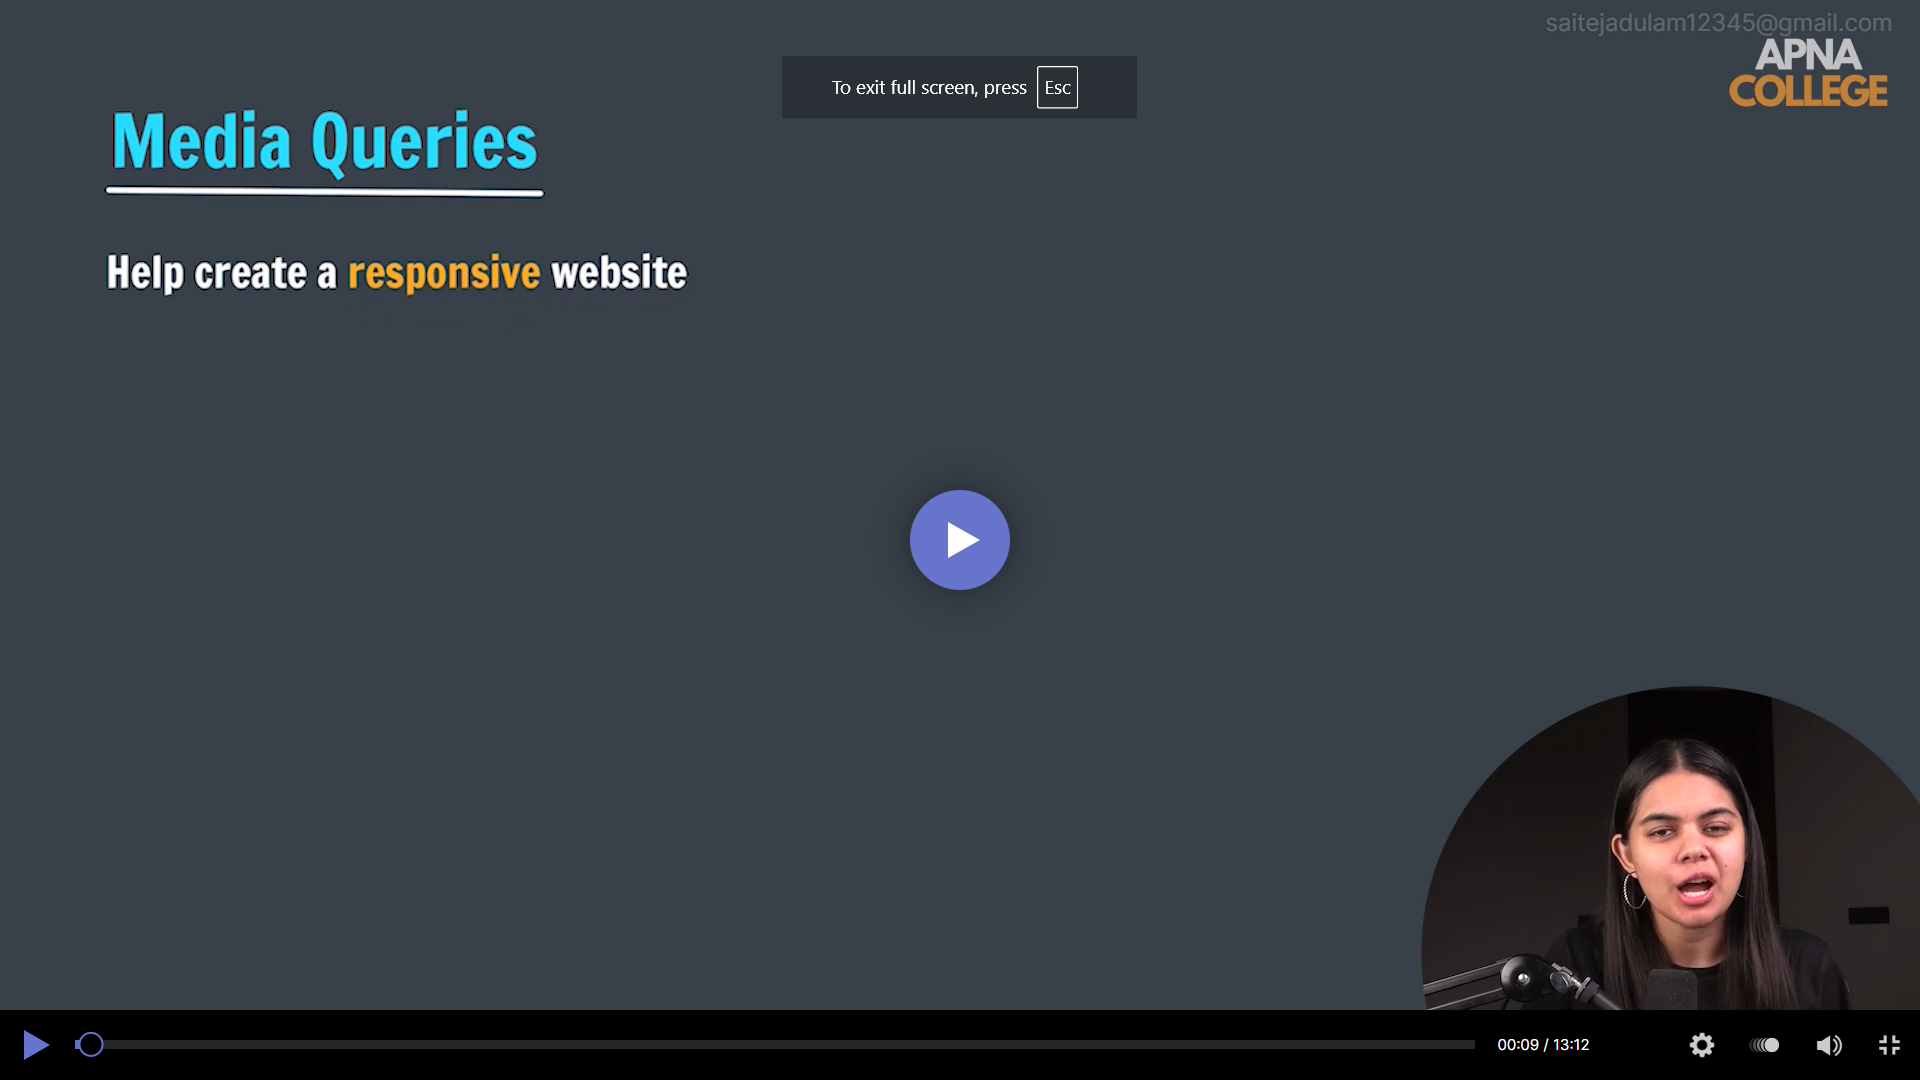 saitejadulam12345@gmail.com
APNA
COLLEGE
To exit full screen, press Esc
Media Queries
Help create a responsive website
00:09 / 13:12